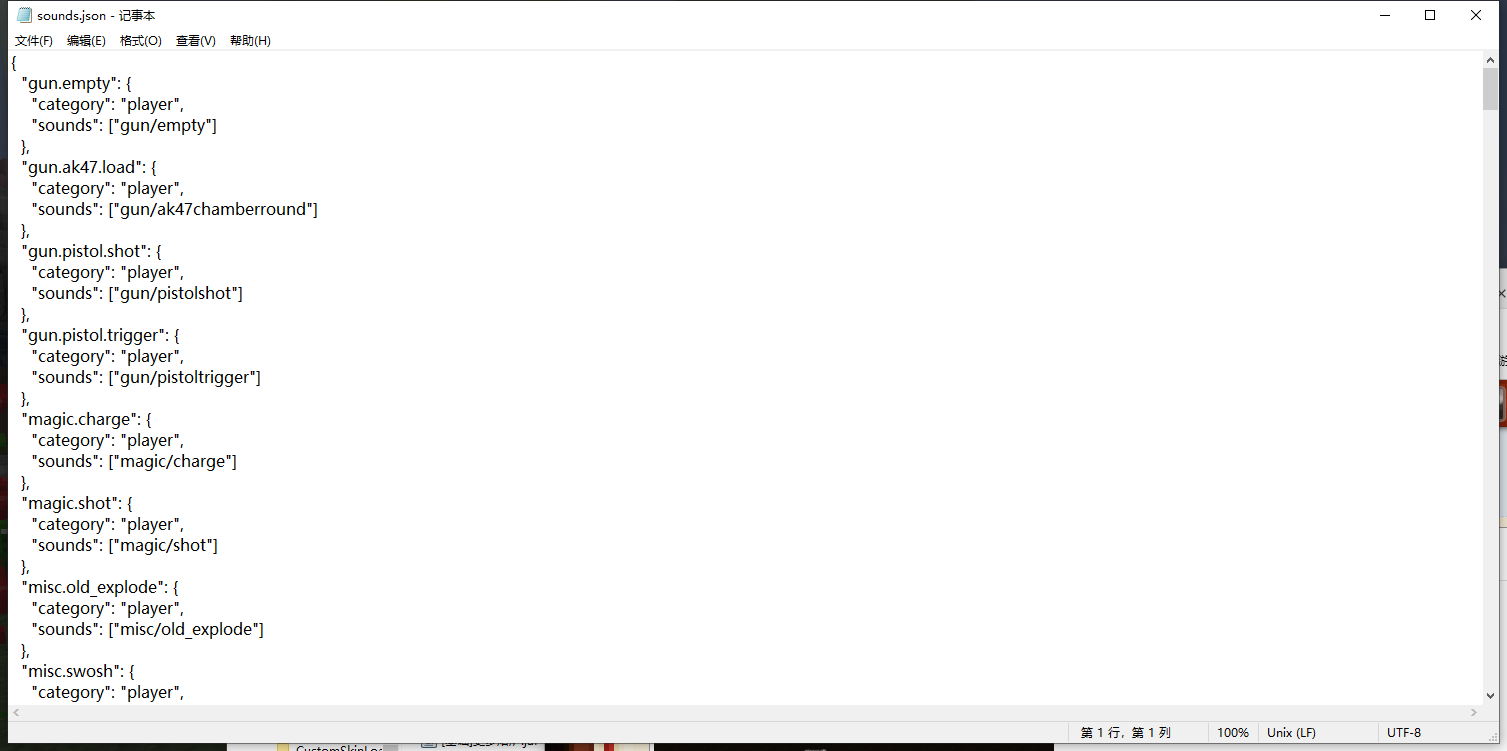 sounds.json - 记事本
文件(F) 编辑(E) 格式(O) 查看(V) 帮助(H)
{
"gun.empty": {
"category": "player",
"sounds": ["gun/empty"]
},
"gun.ak47.load": {
"category": "player",
"sounds": ["gun/ak47chamberround"]
},
"gun.pistol.shot": {
"category": "player",
"sounds": ["gun/pistolshot"]
},
"gun.pistol.trigger": {
"category": "player",
"sounds": ["gun/pistoltrigger"]
},
"magic.charge": {
"category": "player",
"sounds": ["magic/charge"]
},
"magic.shot": {
"category": "player",
"sounds": ["magic/shot"]
},
"misc.old_explode": {
"category": "player",
"sounds": ["misc/old_explode"]
},
"misc.swosh": {
"category": "player",
第 1 行，第 1 列 100% Unix (LF) UTF-8